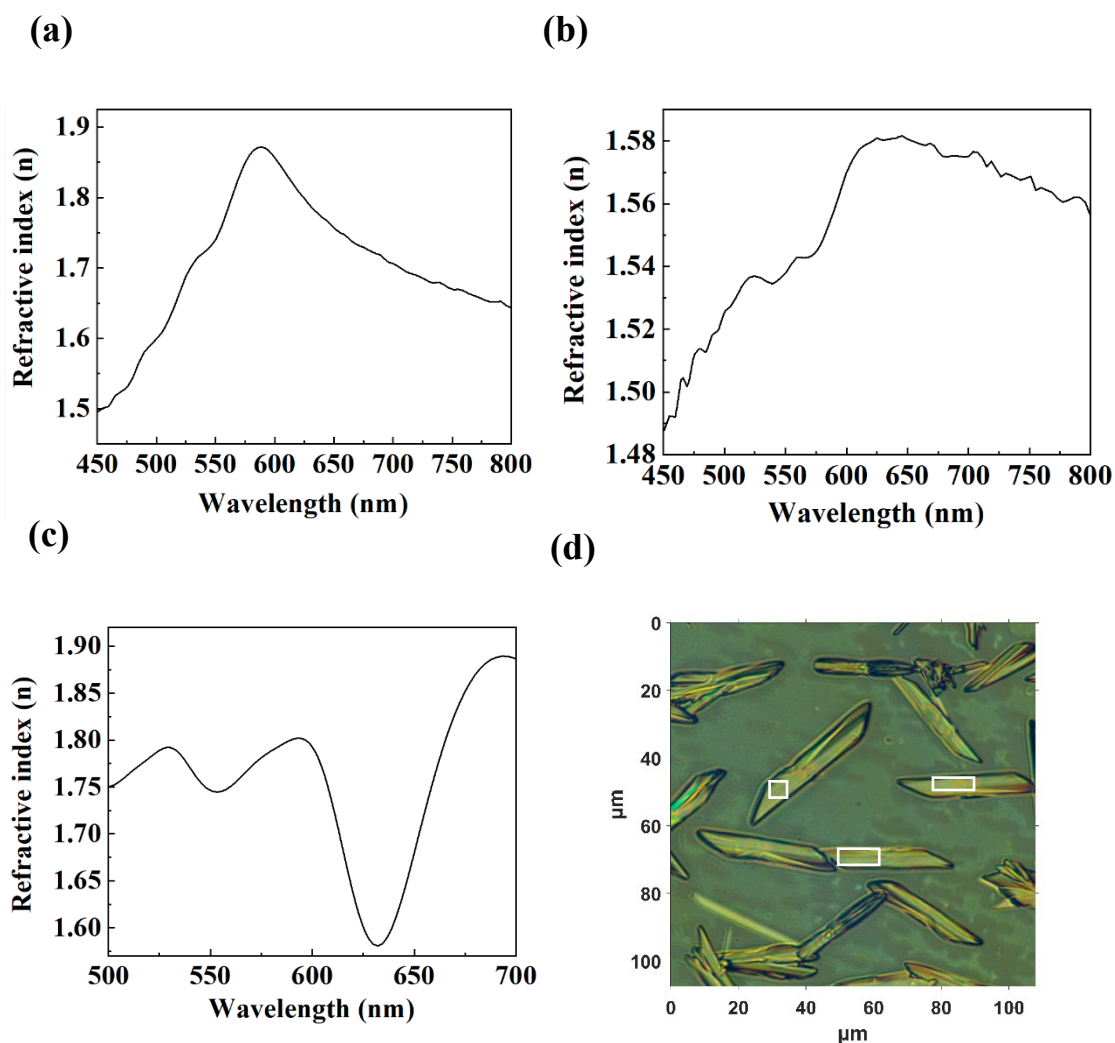 (a)
1.9
1.8
1.7
1.6
1.5
Refractive index (n)
450 500 550 600 650 700 750 800
Wavelength (nm)
(b)
1.58
1.56
1.54
1.52
1.50
1.48
Refractive index (n)
450 500 550 600 650 700 750 800
Wavelength (nm)
(c)
1.90
1.85
1.80
1.75
1.70
1.65
1.60
Refractive index (n)
500 550 600 650 700
Wavelength (nm)
(d)
0
20
40
60
80
100
µm
0 20 40 60 80 100
µm